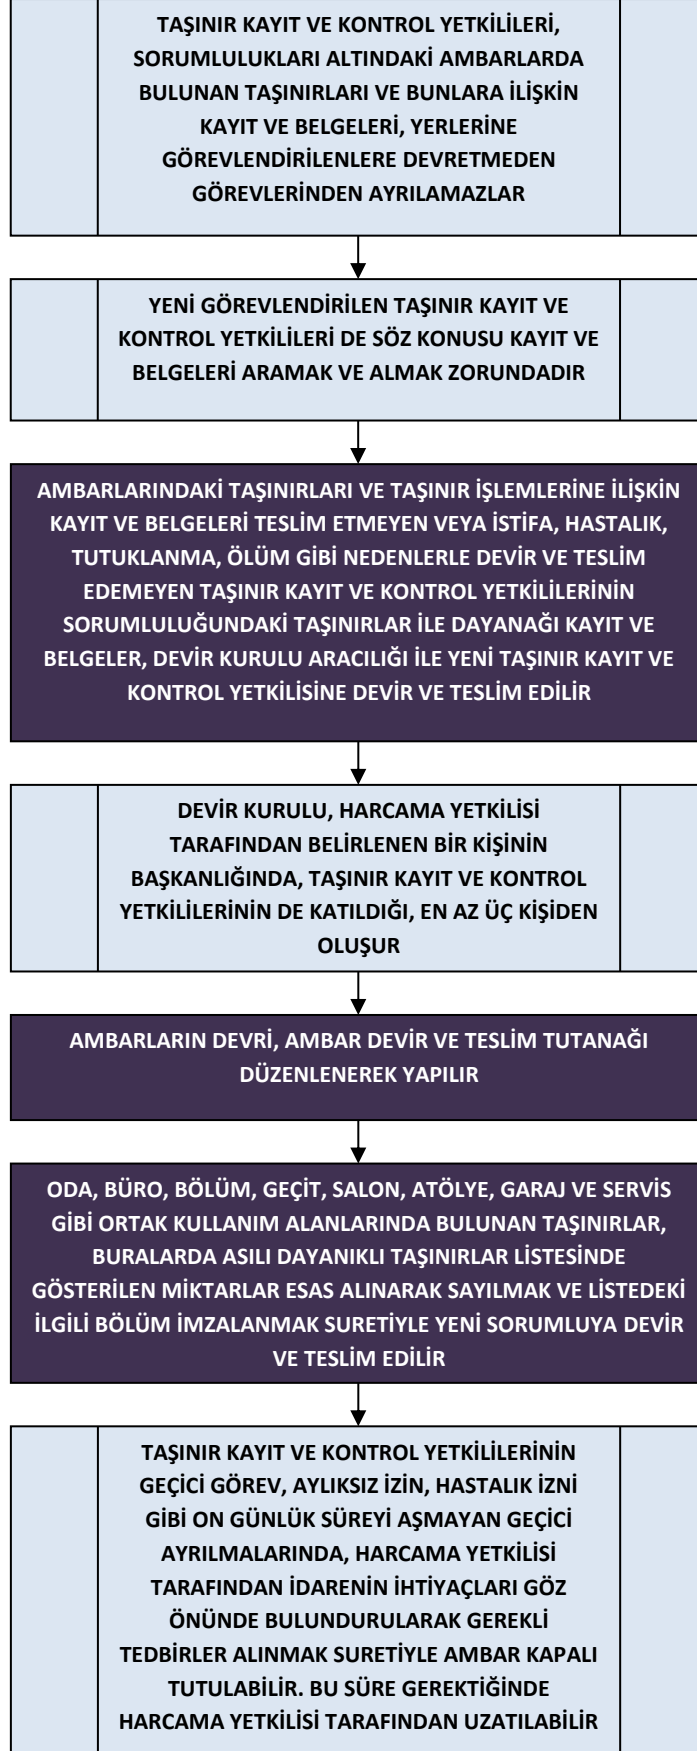 TAŞINIR KAYIT VE KONTROL YETKİLİLERİ,
SORUMLULUKLARI ALTINDAKİ AMBARLARDA
BULUNAN TAŞINIRLARI VE BUNLARA İLİŞKİN
KAYIT VE BELGELERİ, YERLERİNE
GÖREVLENDİRİLENLERE DEVRETMEDEN
GÖREVLERİNDEN AYRILAMAZLAR
YENİ GÖREVLENDİRİLEN TAŞINIR KAYIT VE
KONTROL YETKİLİLERİ DE SÖZ KONUSU KAYIT VE
BELGELERİ ARAMAK VE ALMAK ZORUNDADIR
AMBARLARINDAKİ TAŞINIRLARI VE TAŞINIR İŞLEMLERİNE İLİŞKİN
KAYIT VE BELGELERİ TESLİM ETMEYEN VEYA İSTİFA, HASTALIK,
TUTUKLANMA, ÖLÜM GİBİ NEDENLERLE DEVİR VE TESLİM
EDEMEYEN TAŞINIR KAYIT VE KONTROL YETKİLİLERİNİN
SORUMLULUĞUNDAKİ TAŞINIRLAR İLE DAYANAĞI KAYIT VE
BELGELER, DEVİR KURULU ARACILIĞI İLE YENİ TAŞINIR KAYIT VE
KONTROL YETKİLİSİNE DEVİR VE TESLİM EDİLİR
DEVİR KURULU, HARCAMA YETKİLİSİ
TARAFINDAN BELİRLENEN BİR KİŞİNİN
BAŞKANLIĞINDA, TAŞINIR KAYIT VE KONTROL
YETKİLİLERİNİN DE KATILDIĞI, EN AZ ÜÇ KİŞİDEN
OLUŞUR
AMBARLARIN DEVRİ, AMBAR DEVİR VE TESLİM TUTANAĞI
DÜZENLENEREK YAPILIR
ODA, BÜRO, BÖLÜM, GEÇİT, SALON, ATÖLYE, GARAJ VE SERVİS
GİBİ ORTAK KULLANIM ALANLARINDA BULUNAN TAŞINIRLAR,
BURALARDA ASILI DAYANIKLI TAŞINIRLAR LİSTESİNDE
GÖSTERİLEN MİKTARLAR ESAS ALINARAK SAYILMAK VE LİSTEDEKİ
İLGİLİ BÖLÜM İMZALANMAK SURETİYLE YENİ SORUMLUYA DEVİR
VE TESLİM EDİLİR
TAŞINIR KAYIT VE KONTROL YETKİLİLERİNİN
GEÇİCİ GÖREV, AYLIKSIZ İZİN, HASTALIK İZNİ
GİBİ ON GÜNLÜK SÜREYİ AŞMAYAN GEÇİCİ
AYRILMALARINDA, HARCAMA YETKİLİSİ
TARAFINDAN İDARENİN İHTİYAÇLARI GÖZ
ÖNÜNDE BULUNDURULARAK GEREKLİ
TEDBİRLER ALINMAK SURETİYLE AMBAR KAPALI
TUTULABİLİR. BU SÜRE GEREKTİĞİNDE
HARCAMA YETKİLİSİ TARAFINDAN UZATILABİLİR